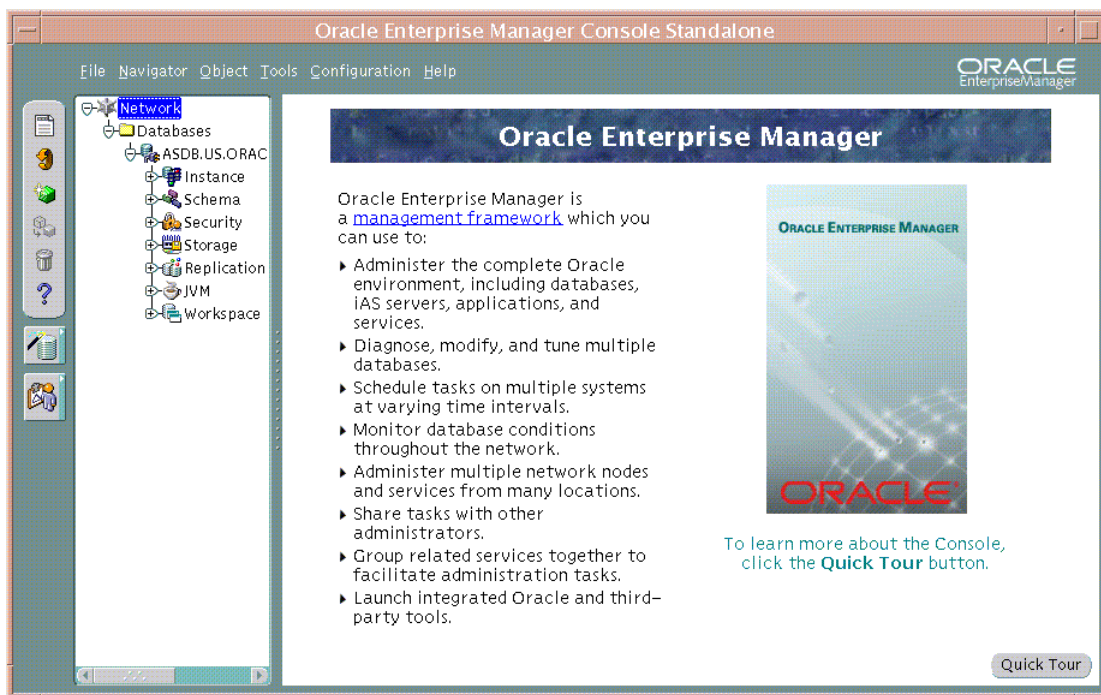 Oracle Enterprise Manager Console Standalone
File Navigator Object Tools Configuration Help
ORACLE
EnterpriseManager
Network
Databases
ASDB.US.ORAC
Instance
Schema
Security
Storage
Replication
JVM
Workspace
Oracle Enterprise Manager
Oracle Enterprise Manager is
a management framework which you
can use to:
Administer the complete Oracle
environment, including databases,
iAS servers, applications, and
services.
Diagnose, modify, and tune multiple
databases.
Schedule tasks on multiple systems
at varying time intervals.
Monitor database conditions
throughout the network.
Administer multiple network nodes
and services from many locations.
Share tasks with other
administrators.
Group related services together to
facilitate administration tasks.
Launch integrated Oracle and third-
party tools.
ORACLE ENTERPRISE MANAGER
ORACLE
To learn more about the Console,
click the Quick Tour button.
Quick Tour